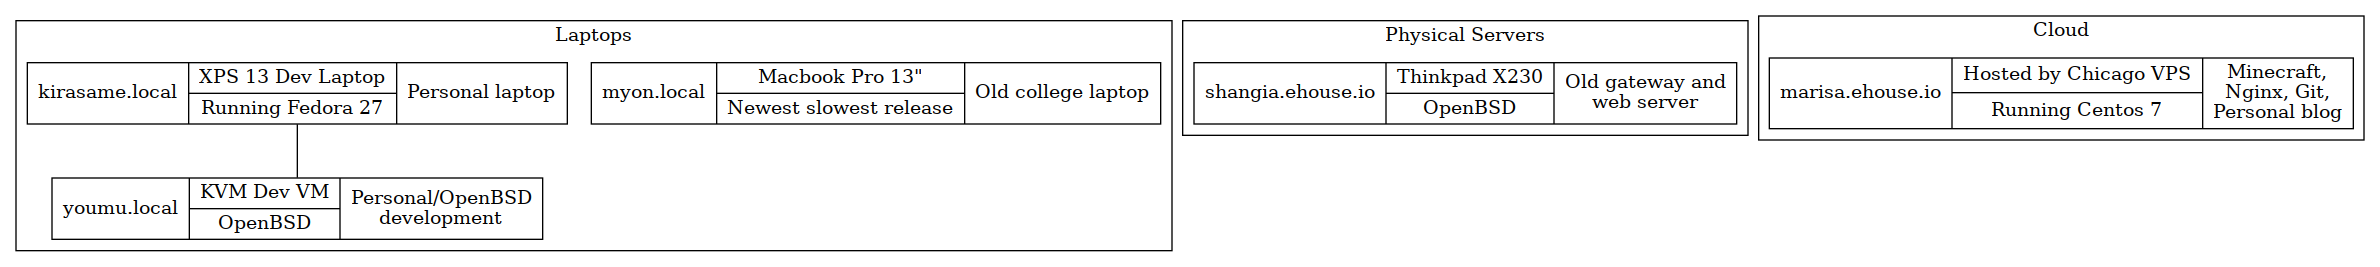 Laptops
kirasame.local
XPS 13 Dev Laptop
Running Fedora 27
Personal laptop
myon.local
Macbook Pro 13"
Newest slowest release
Old college laptop
youmu.local
KVM Dev VM
OpenBSD
Personal/OpenBSD
development
Physical Servers
shangia.ehouse.io
Thinkpad X230
OpenBSD
Old gateway and
web server
Cloud
marisa.ehouse.io
Hosted by Chicago VPS
Running Centos 7
Minecraft,
Nginx, Git,
Personal blog